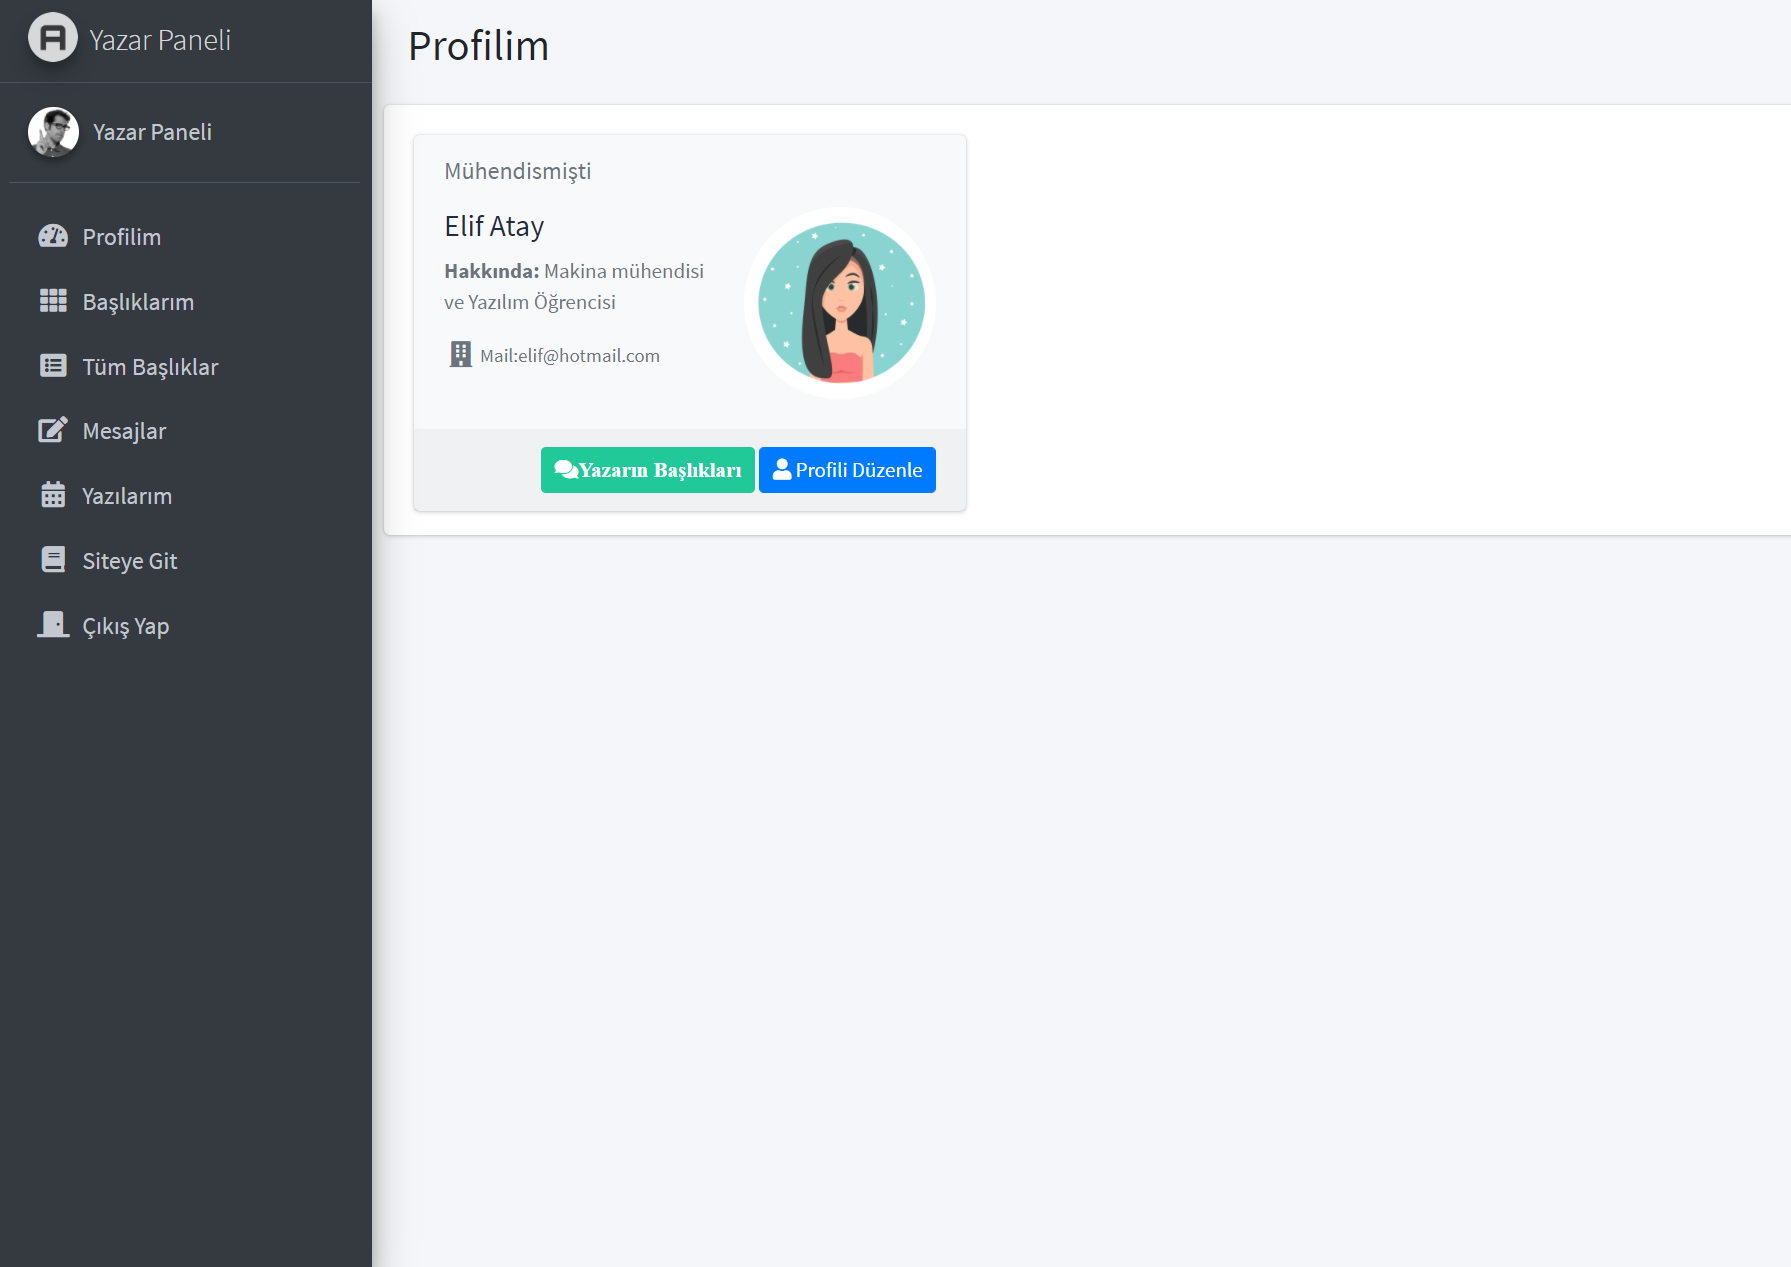 Yazar Paneli
Yazar Paneli
Profilim
Başlıklarım
Tüm Başlıklar
Mesajlar
Yazılarım
Siteye Git
Çıkış Yap
Profilim
Mühendismişti
Elif Atay
Hakkında: Makina mühendisi
ve Yazılım Öğrencisi
Mail:elif@hotmail.com
Yazarın Başlıkları
Profili Düzenle